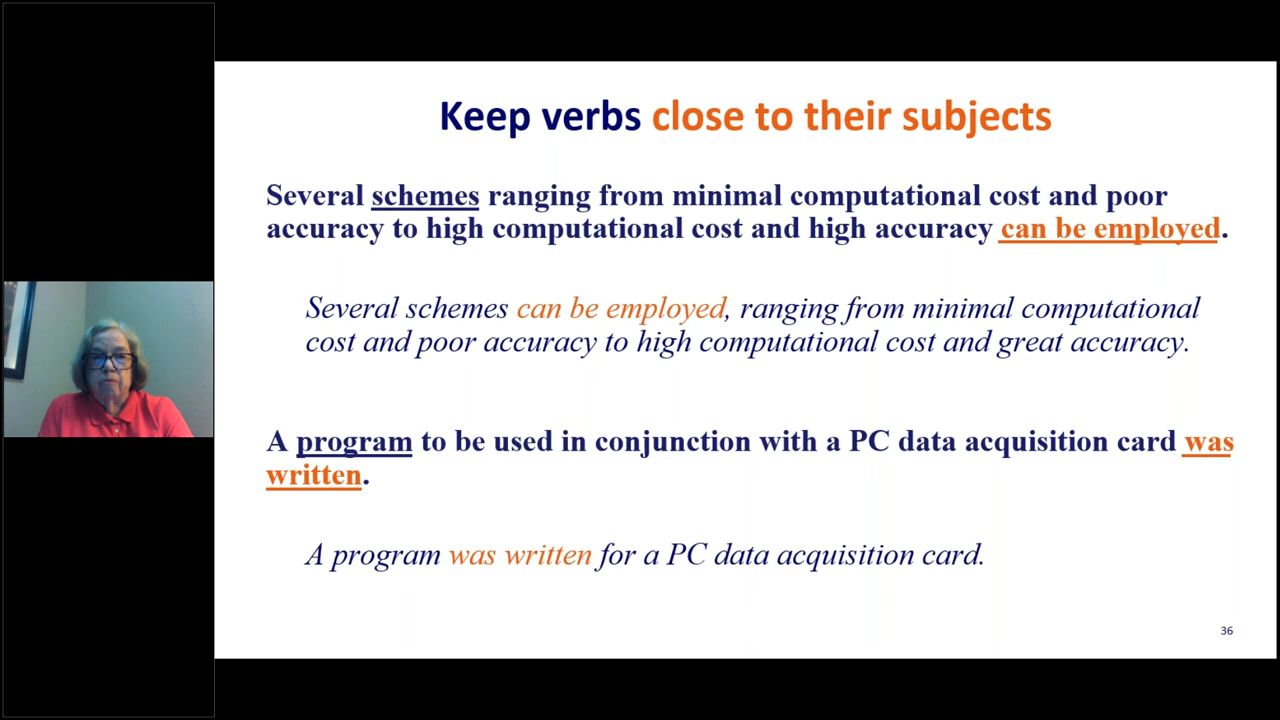 Keep verbs close to their subjects
Several schemes ranging from minimal computational cost and poor
accuracy to high computational cost and high accuracy can be employed.
Several schemes can be employed, ranging from minimal computational
cost and poor accuracy to high computational cost and great accuracy.
A program to be used in conjunction with a PC data acquisition card was
written.
A program was written for a PC data acquisition card.
36